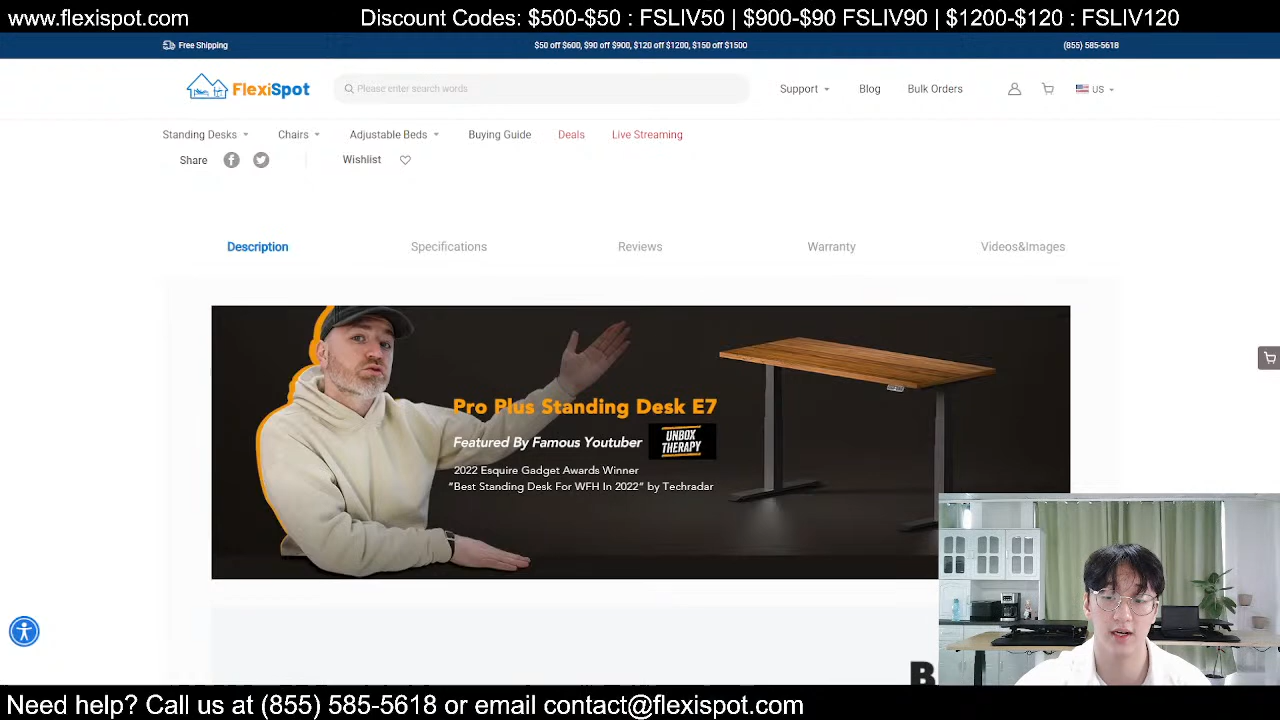 www.flexispot.com
Discount Codes: $500-$50 : FSLIV50 | $900-$90 FSLIV90 | $1200-$120 : FSLIV120
Free Shipping
$50 off $600, $90 off $900, $120 off $1200, $150 off $1500
(855) 585-5618
FlexiSpot
Please enter search words
Support
Blog
Bulk Orders
US
Standing Desks
Chairs
Adjustable Beds
Buying Guide
Deals
Live Streaming
Share
Wishlist
Description
Specifications
Reviews
Warranty
Videos&Images
Pro Plus Standing Desk E7
Featured By Famous Youtuber
UNBOX
THERAPY
2022 Esquire Gadget Awards Winner
“Best Standing Desk For WFH In 2022” by Techradar
Need help? Call us at (855) 585-5618 or email contact@flexispot.com